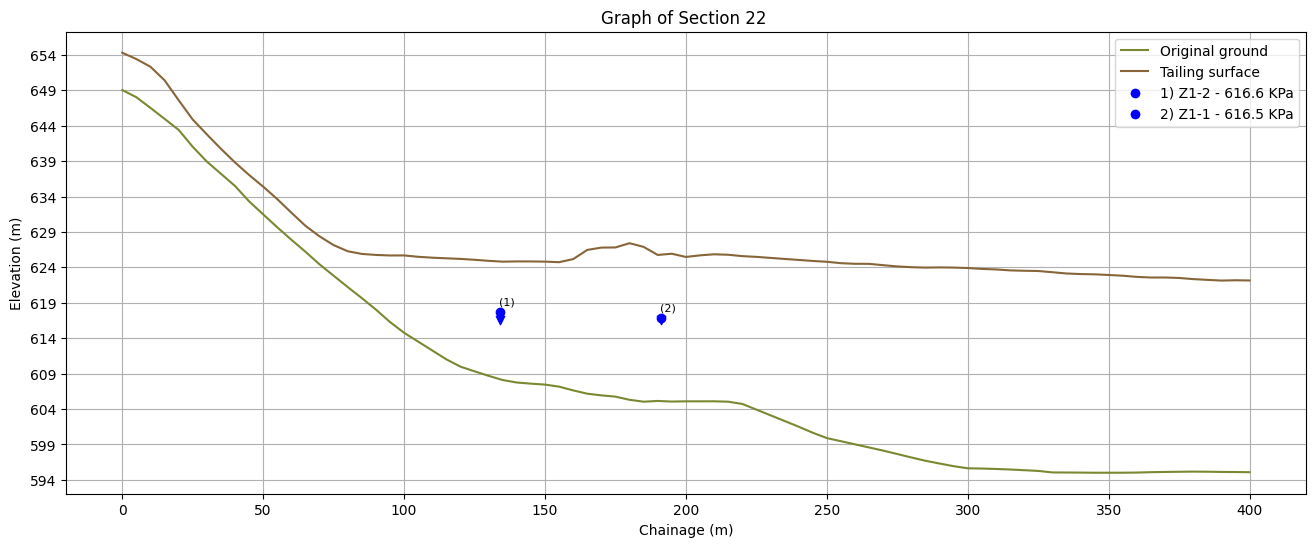 Graph of Section 22
Original ground
Tailing surface
1) Z1-2 - 616.6 KPa
2) Z1-1 - 616.5 KPa
Elevation (m)
654
649
644
639
634
629
624
619
614
609
604
599
594
(1)
(2)
0 50 100 150 200 250 300 350 400
Chainage (m)